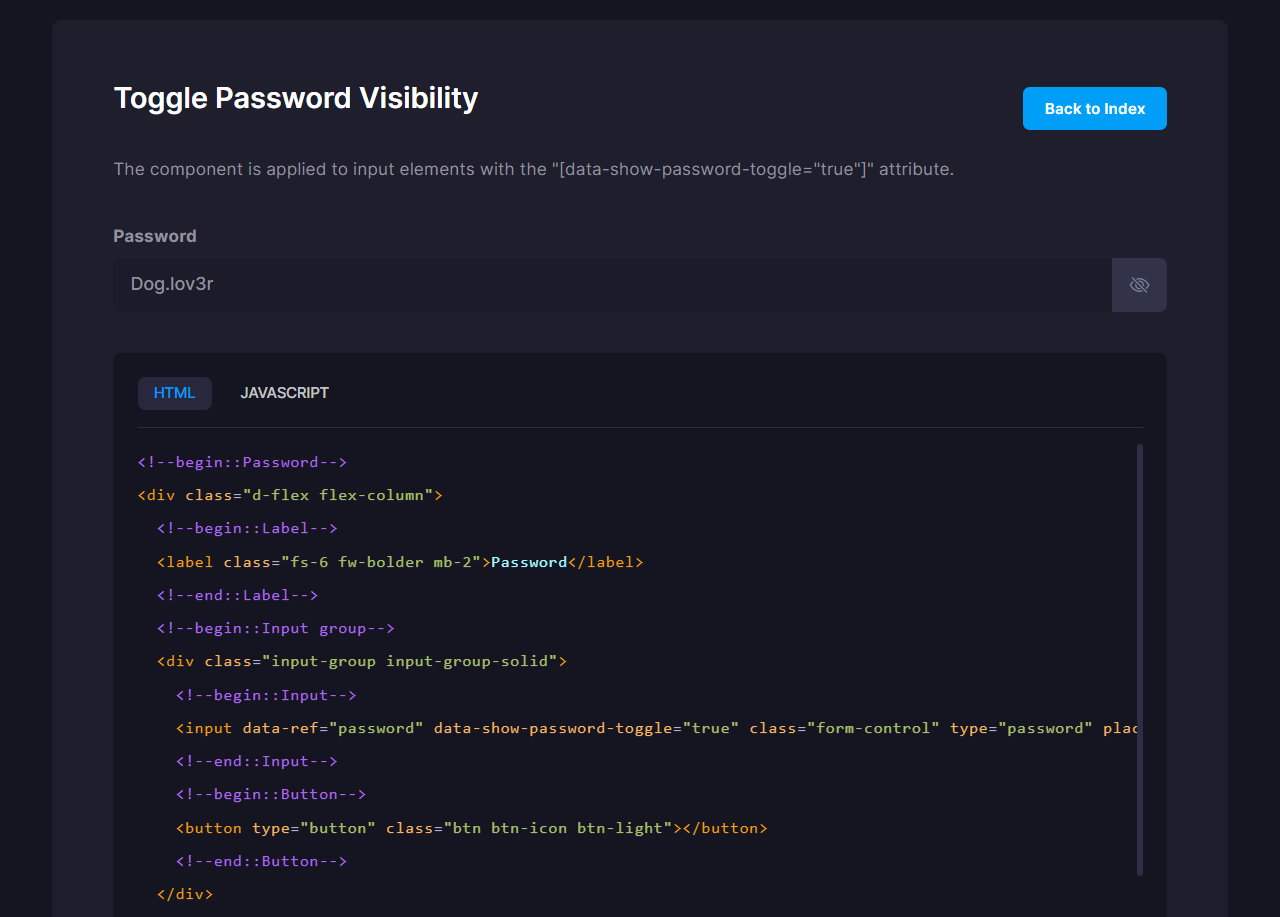 Toggle Password Visibility
Back to Index
The component is applied to input elements with the "[data-show-password-toggle="true"]" attribute.
Password
Dog.lov3r
HTML JAVASCRIPT
<!--begin::Password-->
<div class="d-flex flex-column">
<!--begin::Label-->
<label class="fs-6 fw-bolder mb-2">Password</label>
<!--end::Label-->
<!--begin::Input group-->
<div class="input-group input-group-solid">
<!--begin::Input-->
<input data-ref="password" data-show-password-toggle="true" class="form-control" type="password" plac
<!--end::Input-->
<!--begin::Button-->
<button type="button" class="btn btn-icon btn-light"></button>
<!--end::Button-->
</div>